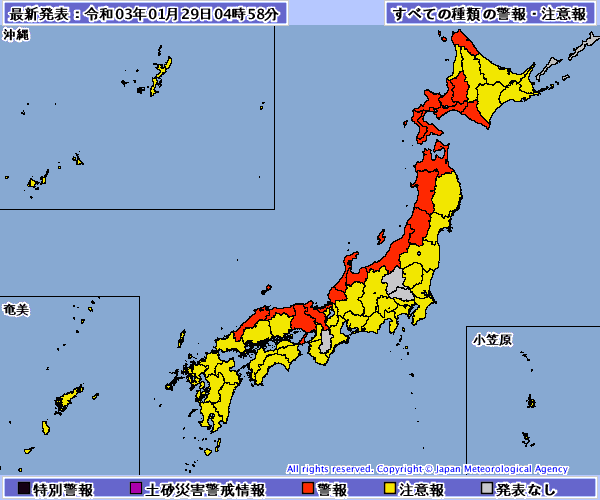 最新発表：令和03年01月29日04時58分
すべての種類の警報・注意報
沖縄
奄美
小笠原
All rights reserved. Copyright © Japan Meteorological Agency
特別警報 土砂災害警戒情報 警報 注意報 発表なし